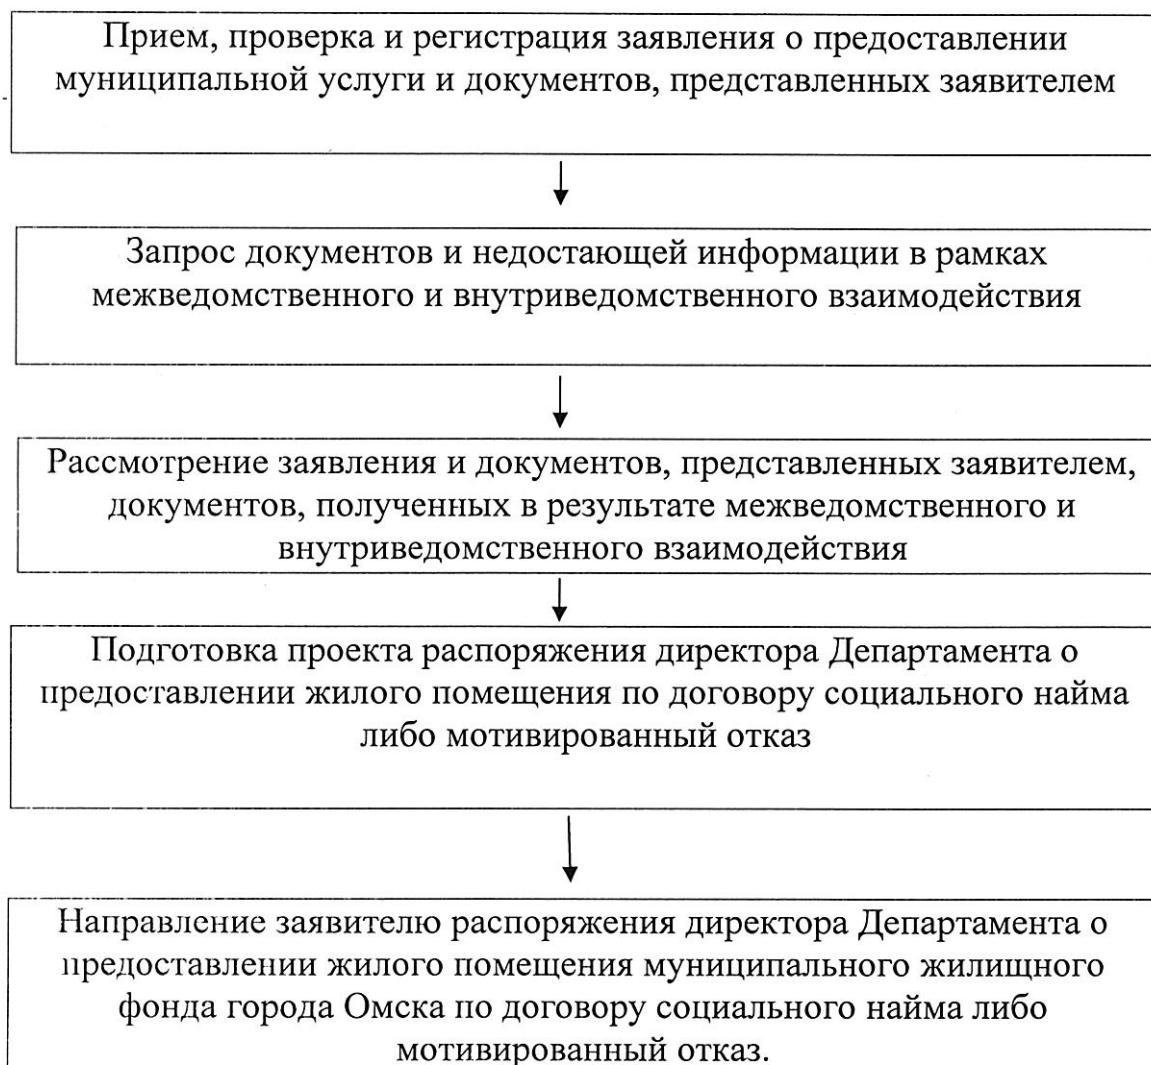 Прием, проверка и регистрация заявления о предоставлении
муниципальной услуги и документов, представленных заявителем
Запрос документов и недостающей информации в рамках
межведомственного и внутриведомственного взаимодействия
Рассмотрение заявления и документов, представленных заявителем,
документов, полученных в результате межведомственного и
внутриведомственного взаимодействия
Подготовка проекта распоряжения директора Департамента о
предоставлении жилого помещения по договору социального найма
либо мотивированный отказ
Направление заявителю распоряжения директора Департамента о
предоставлении жилого помещения муниципального жилищного
фонда города Омска по договору социального найма либо
мотивированный отказ.